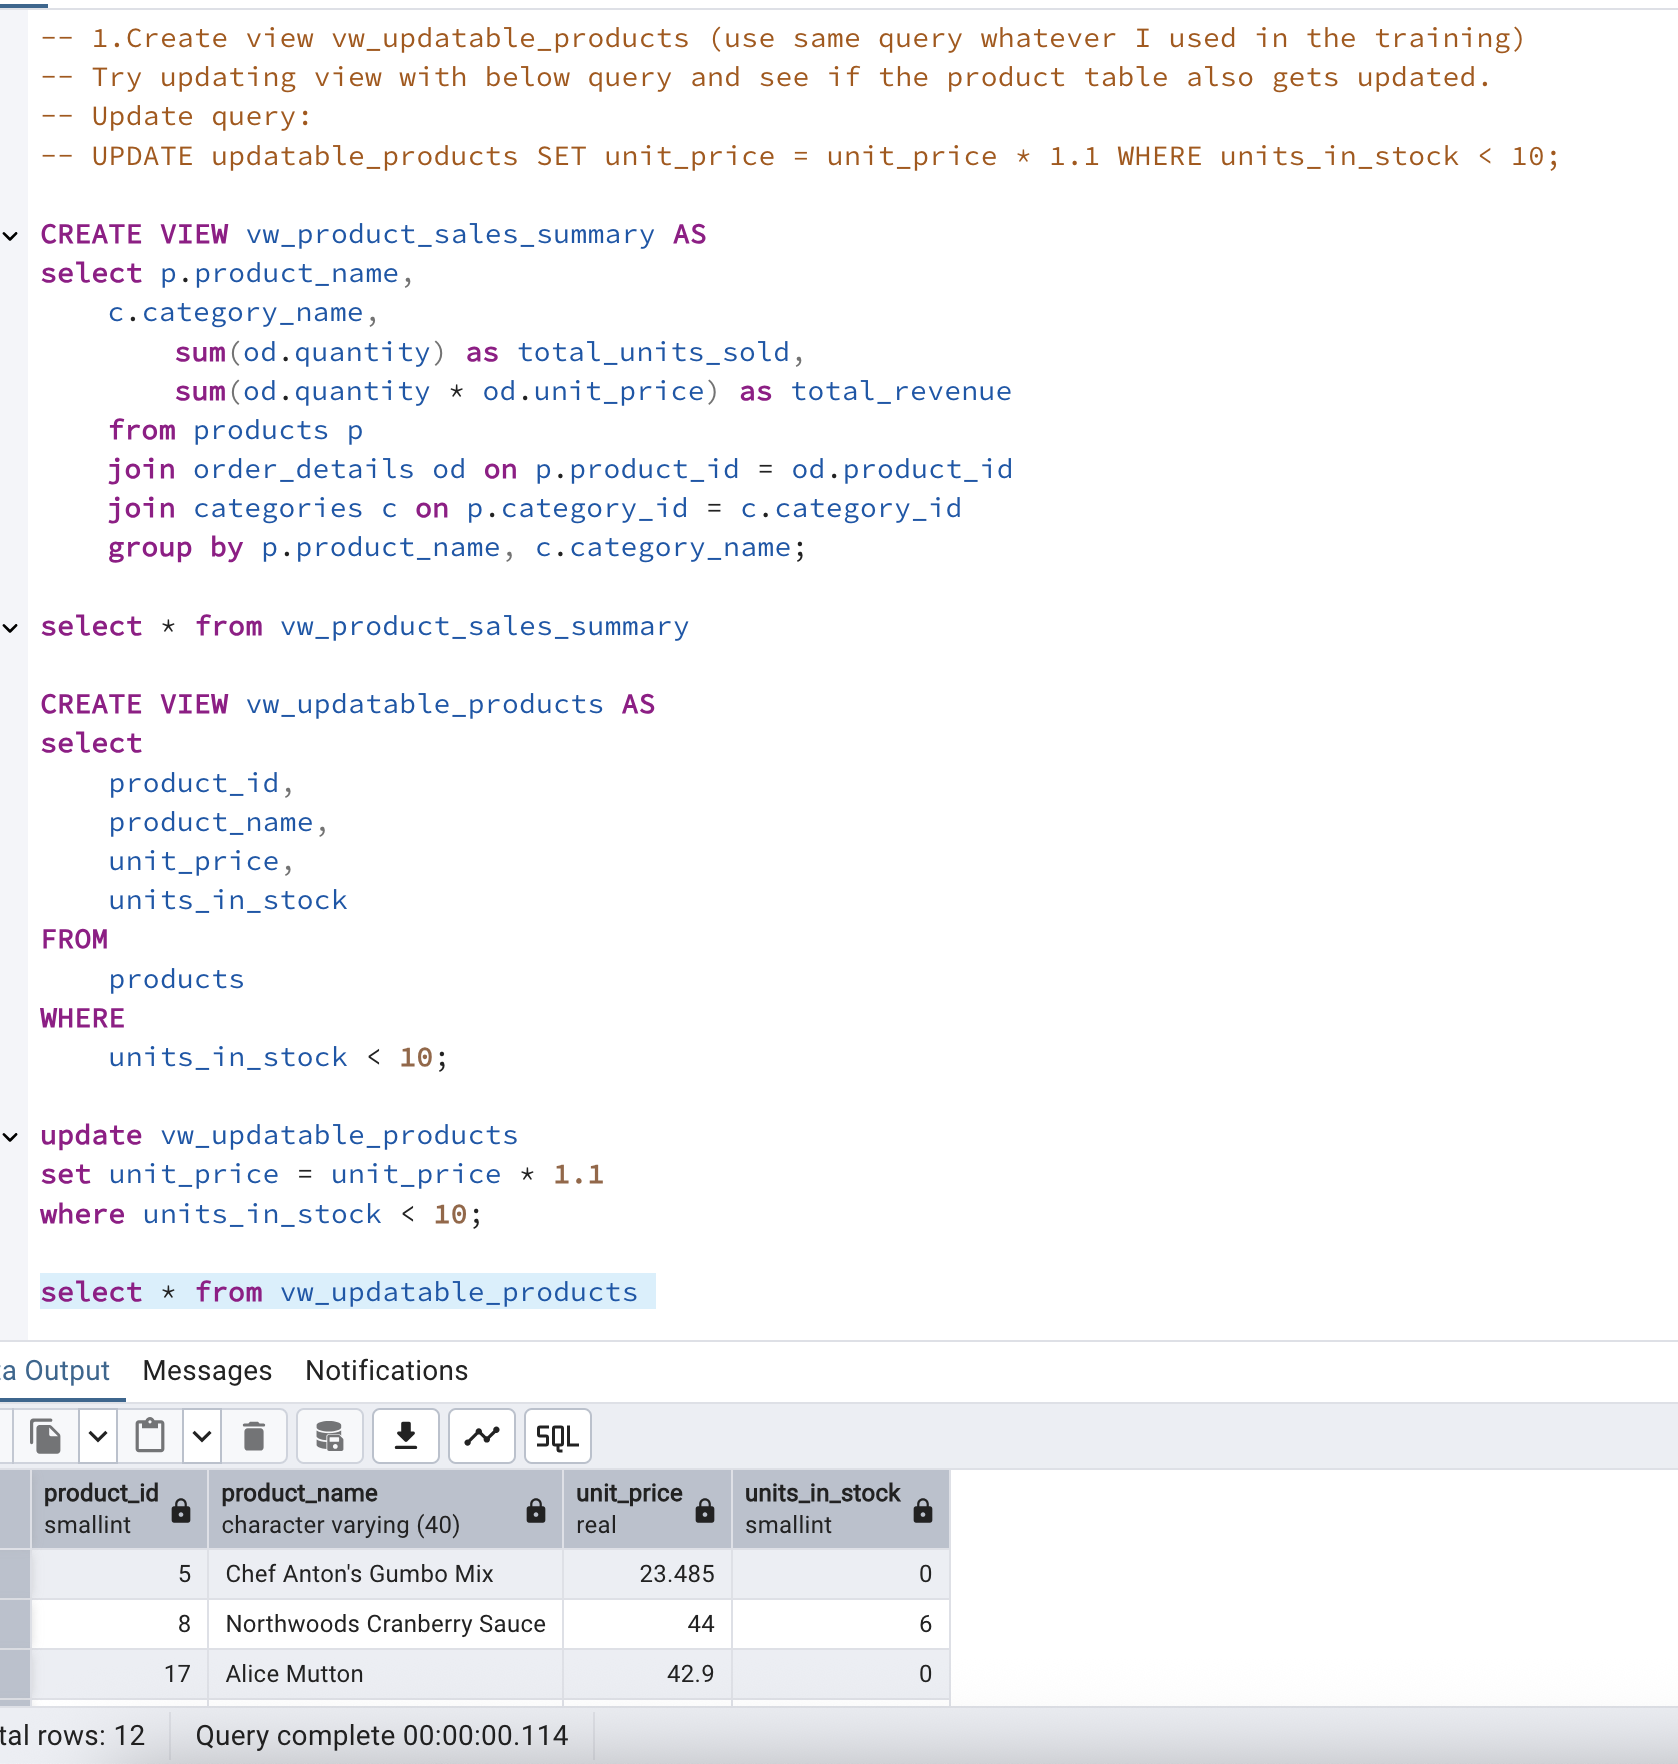 -- 1.Create view vw_updatable_products (use same query whatever I used in the training)
-- Try updating view with below query and see if the product table also gets updated.
-- Update query:
-- UPDATE updatable_products SET unit_price = unit_price * 1.1 WHERE units_in_stock < 10;
CREATE VIEW vw_product_sales_summary AS
select p.product_name,
c.category_name,
sum(od.quantity) as total_units_sold,
sum(od.quantity * od.unit_price) as total_revenue
from products p
join order_details od on p.product_id = od.product_id
join categories c on p.category_id = c.category_id
group by p.product_name, c.category_name;
select * from vw_product_sales_summary
CREATE VIEW vw_updatable_products AS
select
product_id,
product_name,
unit_price,
units_in_stock
FROM
products
WHERE
units_in_stock < 10;
update vw_updatable_products
set unit_price = unit_price * 1.1
where units_in_stock < 10;
select * from vw_updatable_products
ta Output Messages Notifications
SQL
product_id product_name unit_price units_in_stock
smallint character varying (40) real smallint
5 Chef Anton's Gumbo Mix 23.485 0
8 Northwoods Cranberry Sauce 44 6
17 Alice Mutton 42.9 0
tal rows: 12 Query complete 00:00:00.114